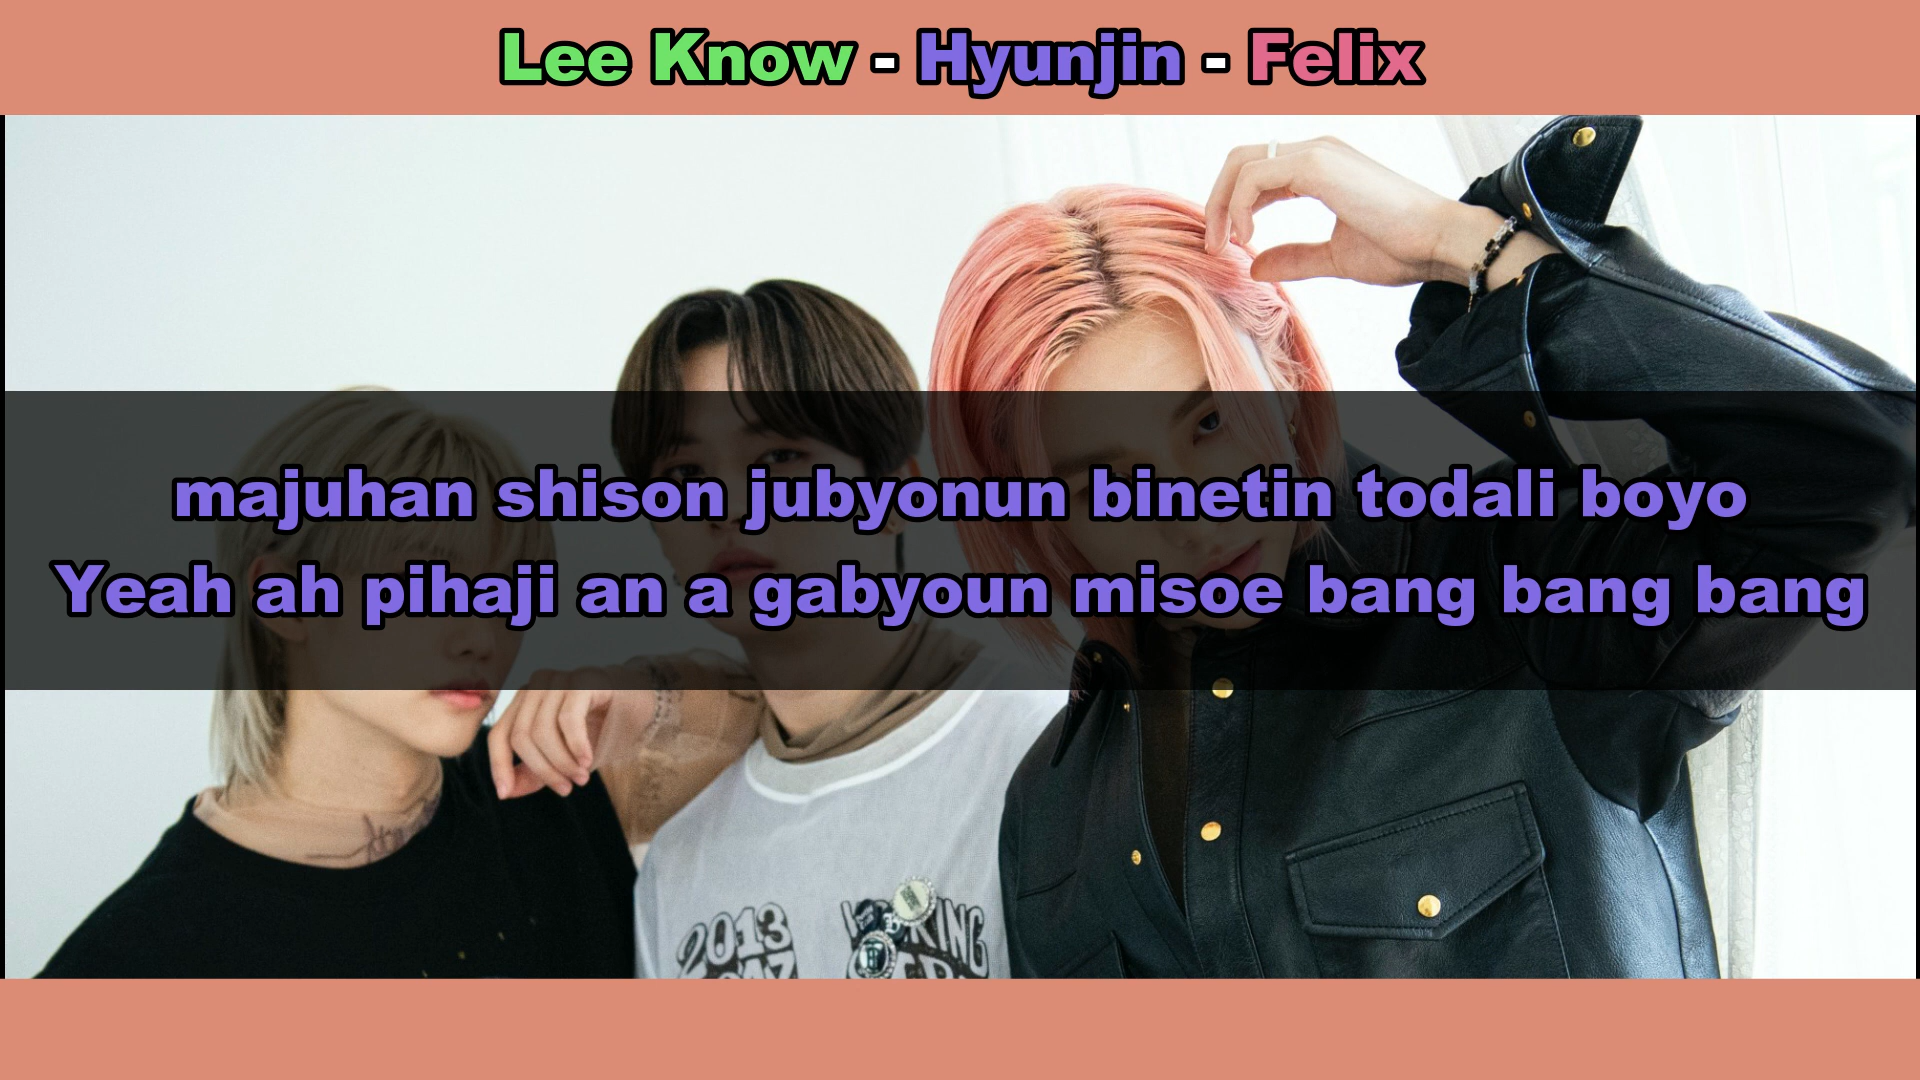 Lee Know - Hyunjin - Felix
majuhan shison jubyonun binetin todali boyo
Yeah ah pihaji an a gabyoun misoe bang bang bang
2013